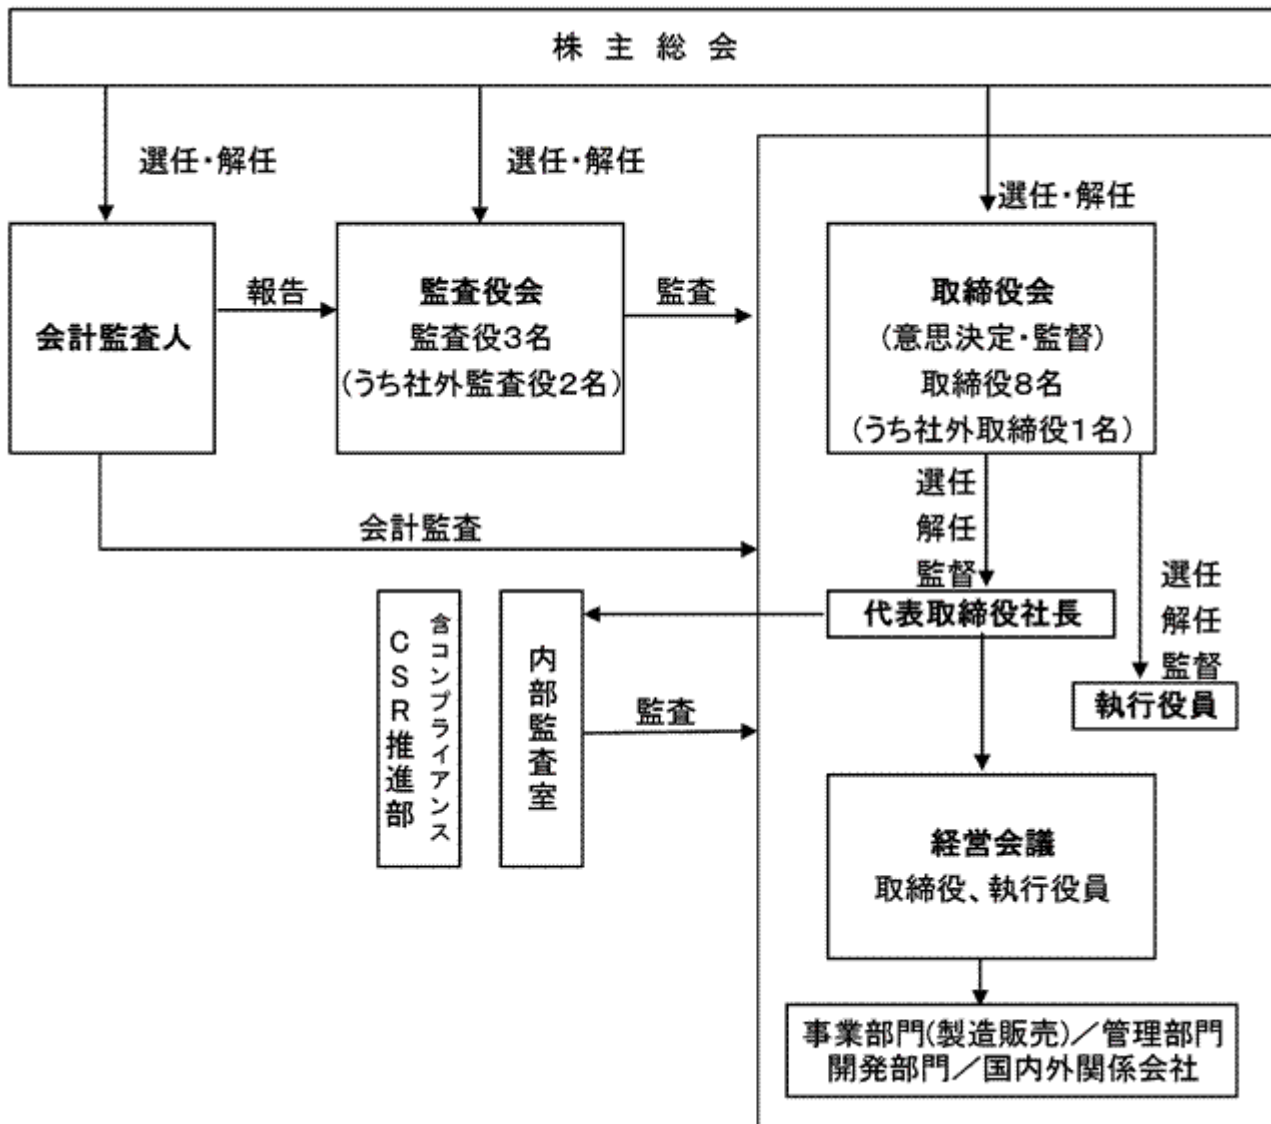 株主総会
選任・解任
選任・解任
選任・解任
会計監査人
報告
監査役会
監査役3名
(うち社外監査役2名)
監査
取締役会
(意思決定・監督)
取締役8名
(うち社外取締役1名)
会計監査
選任
解任
監督
選任
解任
監督
代表取締役社長
執行役員
含コンプライアンス
CSR推進部
内部監査室
監査
経営会議
取締役、執行役員
事業部門(製造販売)／管理部門
開発部門／国内外関係会社